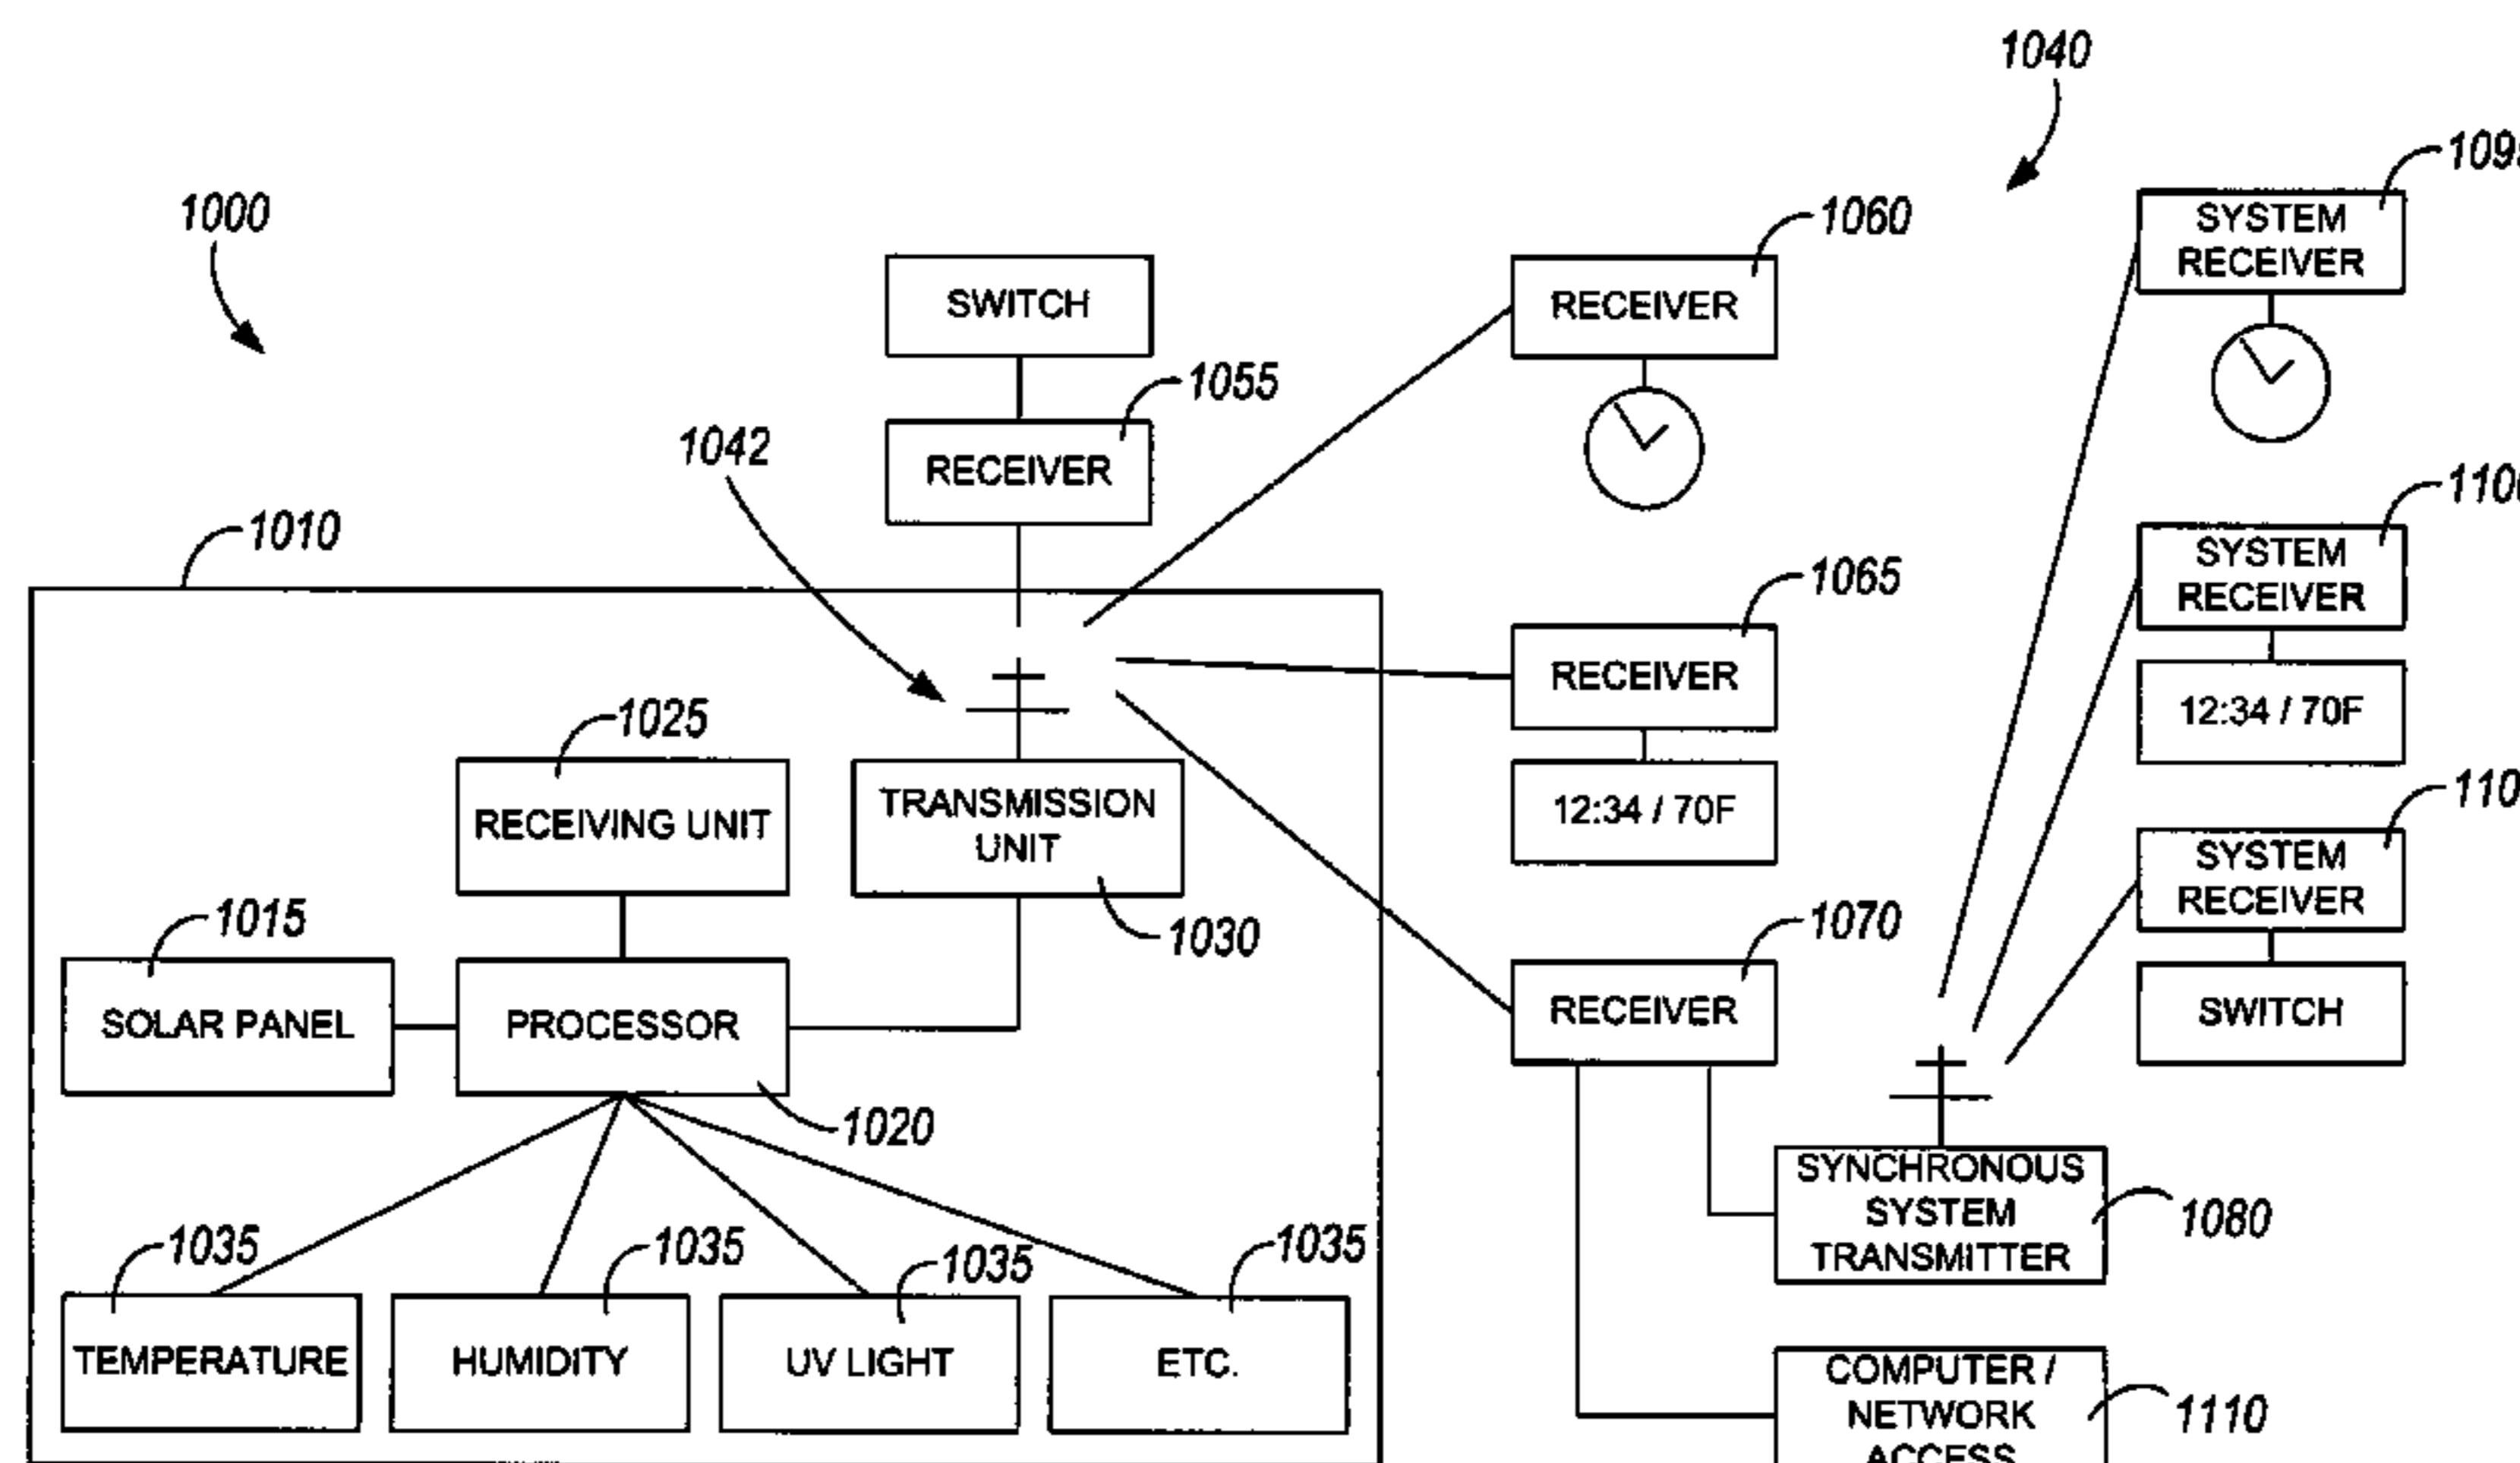 1040
1000
1060
SYSTEM
RECEIVER
SWITCH
RECEIVER
1055
1042
RECEIVER
1010
1065
SYSTEM
RECEIVER
RECEIVER
12:34 / 70F
1025
12:34 / 70F
RECEIVING UNIT
TRANSMISSION
UNIT
SYSTEM
RECEIVER
1015
1030
1070
SOLAR PANEL
PROCESSOR
RECEIVER
SWITCH
1020
SYNCHRONOUS
SYSTEM
TRANSMITTER
1080
1035
1035
1035
1035
TEMPERATURE
HUMIDITY
UV LIGHT
ETC.
COMPUTER /
NETWORK
ACCESS
1110